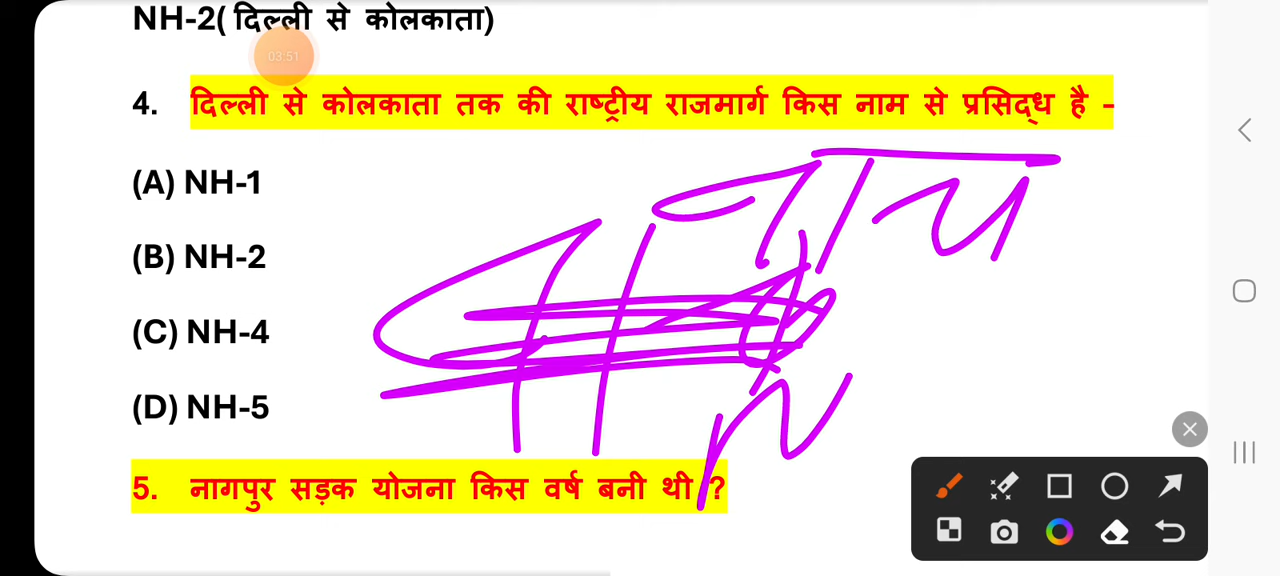 NH-2( दिल्ली से कोलकाता)
03:51
4. दिल्ली से कोलकाता तक की राष्ट्रीय राजमार्ग किस नाम से प्रसिद्ध है -
(A) NH-1
(B) NH-2
(C) NH-4
(D) NH-5
5. नागपुर सड़क योजना किस वर्ष बनी थी ?